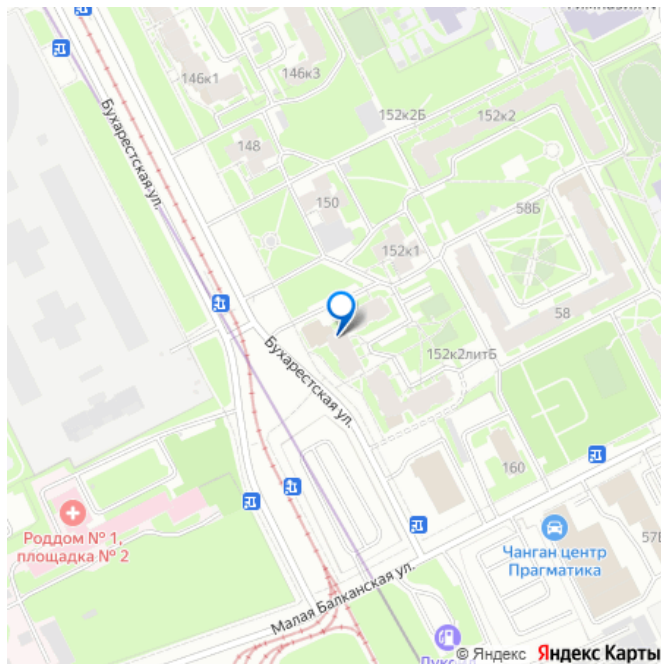 146к1
146к3
152к2Б
152к2
Бухарестская ул.
148
150
58Б
152к1
58
Бухарестская ул.
152к2литБ
160
Роддом № 1,
площадка № 2
Чанган центр
Прагматика
Малая Балканская ул.
© Яндекс Яндекс Карты